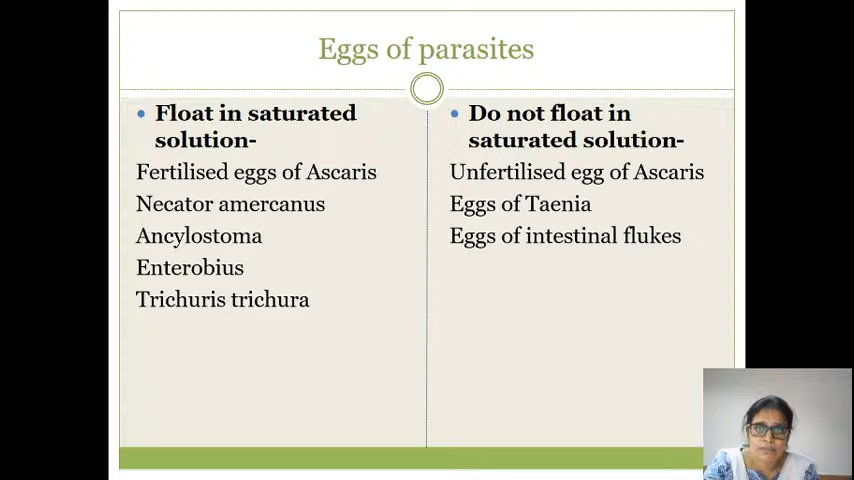 Eggs of parasites
Float in saturated
solution-
Fertilised eggs of Ascaris
Necator amercanus
Ancylostoma
Enterobius
Trichuris trichura
Do not float in
saturated solution-
Unfertilised egg of Ascaris
Eggs of Taenia
Eggs of intestinal flukes